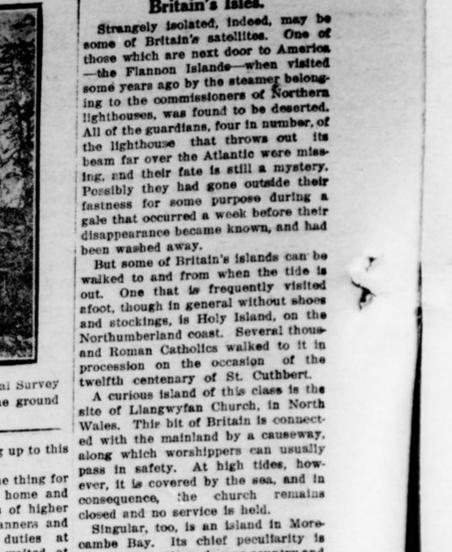 Britain's Isles.
Strangely isolated, indeed, may be
some of Britain's satellites. One of
those which are next door to America
—the Flannon Islands—when visited
some years ago by the steamer belong-
ing to the commissioners of Northern
lighthouses, was found to be deserted.
All of the guardians, four in number, of
the lighthouse that throws out its
beam far over the Atlantic were miss-
ing, and their fate is still a mystery.
Possibly they had gone outside their
fastness for some purpose during a
gale that occurred a week before their
disappearance became known, and had
been washed away.
But some of Britain's islands can be
walked to and from when the tide is
out. One that is frequently visited
afoot, though in general without shoes
and stockings, is Holy Island, on the
Northumberland coast. Several thous-
and Roman Catholics walked to it in
procession on the occasion of the
twelfth centenary of St. Cuthbert.
A curious island of this class is the
site of Llangwyfan Church, in North
Wales. This bit of Britain is connect-
ed with the mainland by a causeway,
along which worshippers can usually
pass in safety. At high tides, how-
ever, it is covered by the sea, and in
consequence, the church remains
closed and no service is held.
Singular, too, is an island in More-
cambe Bay. Its chief peculiarity is
al Survey
e ground
g up to this
e thing for
home and
s of higher
anners and
duties at